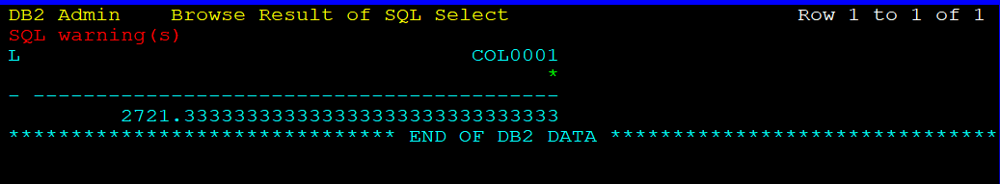 DB2 Admin    Browse Result of SQL Select                       Row 1 to 1 of 1
SQL warning(s)
L                                    COL0001
*
- ------------------------------------------
2721.333333333333333333333333333333
******************************* END OF DB2 DATA *******************************